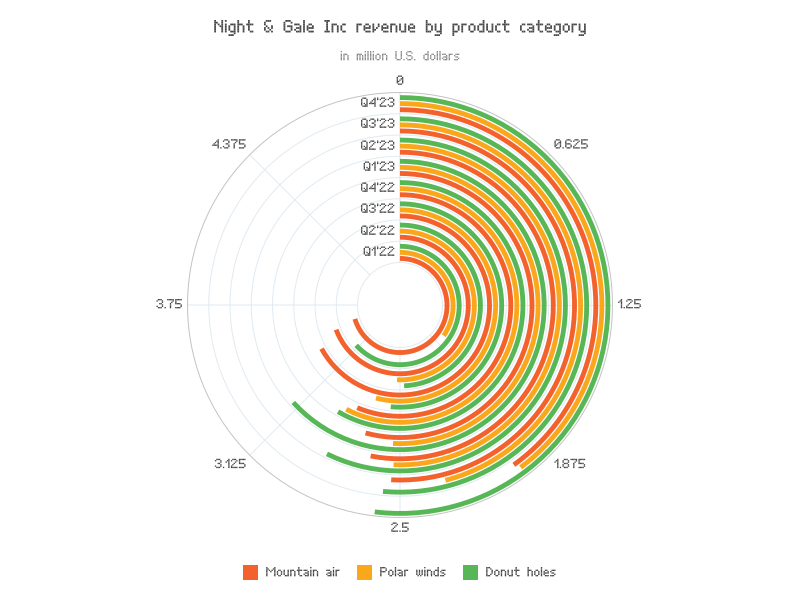 Night & Gale Inc revenue by product category
in million U.S. dollars
0
0.625
1.25
1.875
2.5
3.125
3.75
4.375
Q4'23
Q3'23
Q2'23
Q1'23
Q4'22
Q3'22
Q2'22
Q1'22
Mountain air Polar winds Donut holes